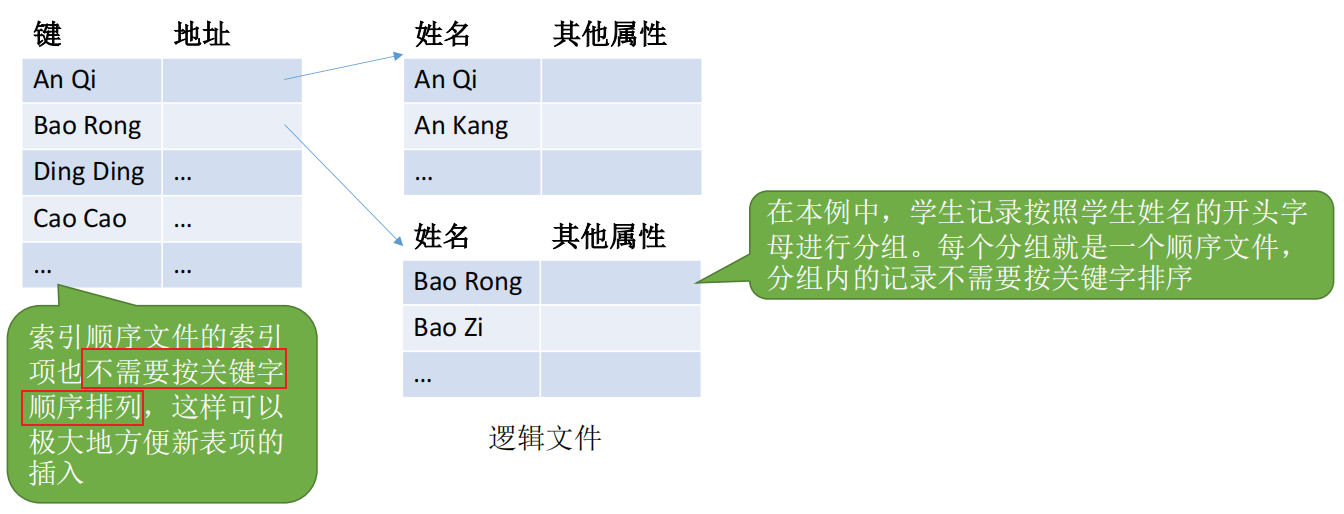 键 地址
An Qi
Bao Rong
Ding Ding …
Cao Cao …
… …
姓名 其他属性
An Qi
An Kang
…
姓名 其他属性
Bao Rong
Bao Zi
…
逻辑文件
在本例中，学生记录按照学生姓名的开头字
母进行分组。每个分组就是一个顺序文件，
分组内的记录不需要按关键字排序
索引顺序文件的索引
项也不需要按关键字
顺序排列，这样可以
极大地方便新表项的
插入